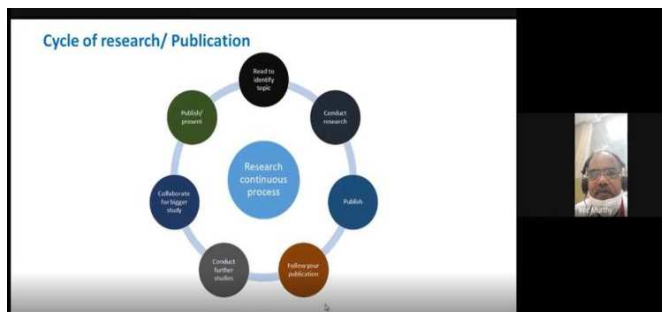 Cycle of research/ Publication
Read to
identify
topic
Conduct
research
Publish
Follow your
publication
Conduct
further
studies
Collaborate
for bigger
study
Publish/
present
Research
continuous
process
Murthy